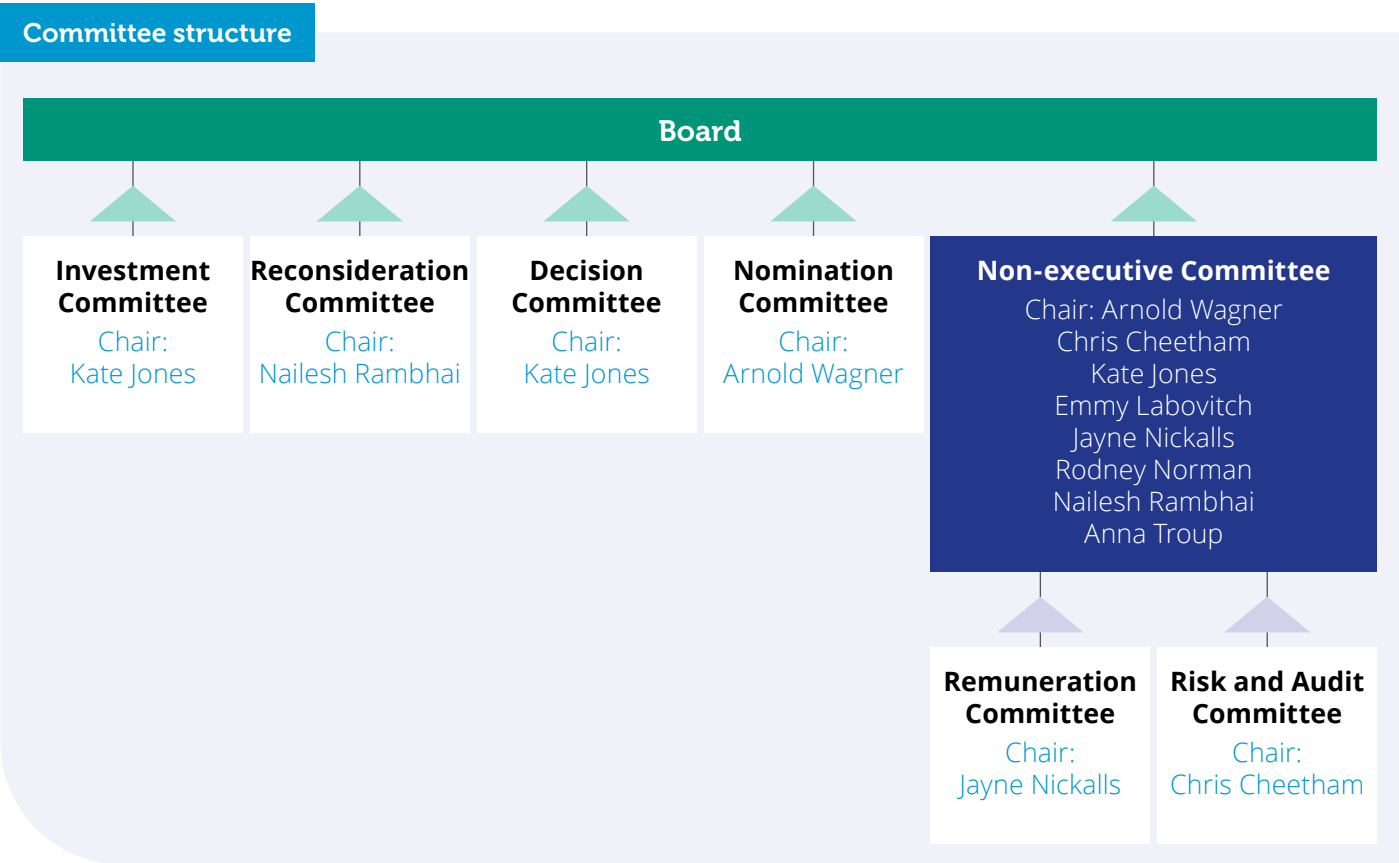 Committee structure
Board
Investment
Committee
Chair:
Kate Jones
Reconsideration
Committee
Chair:
Nailesh Rambhai
Decision
Committee
Chair:
Kate Jones
Nomination
Committee
Chair:
Arnold Wagner
Non-executive Committee
Chair: Arnold Wagner
Chris Cheetham
Kate Jones
Emmy Labovitch
Jayne Nickalls
Rodney Norman
Nailesh Rambhai
Anna Troup
Remuneration
Committee
Chair:
Jayne Nickalls
Risk and Audit
Committee
Chair:
Chris Cheetham